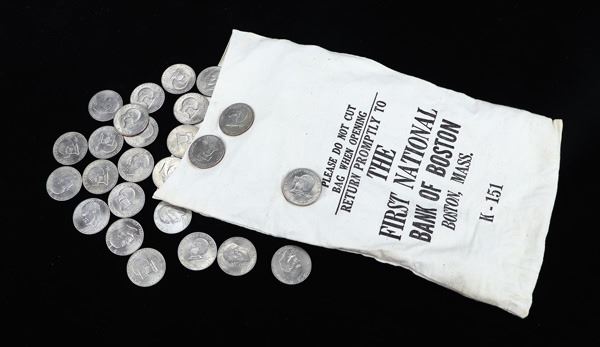 PLEASE DO NOT CUT
BAG WHEN OPENING
RETURN PROMPTLY TO
THE
FIRST NATIONAL
BANK OF BOSTON
BOSTON, MASS.
K-151